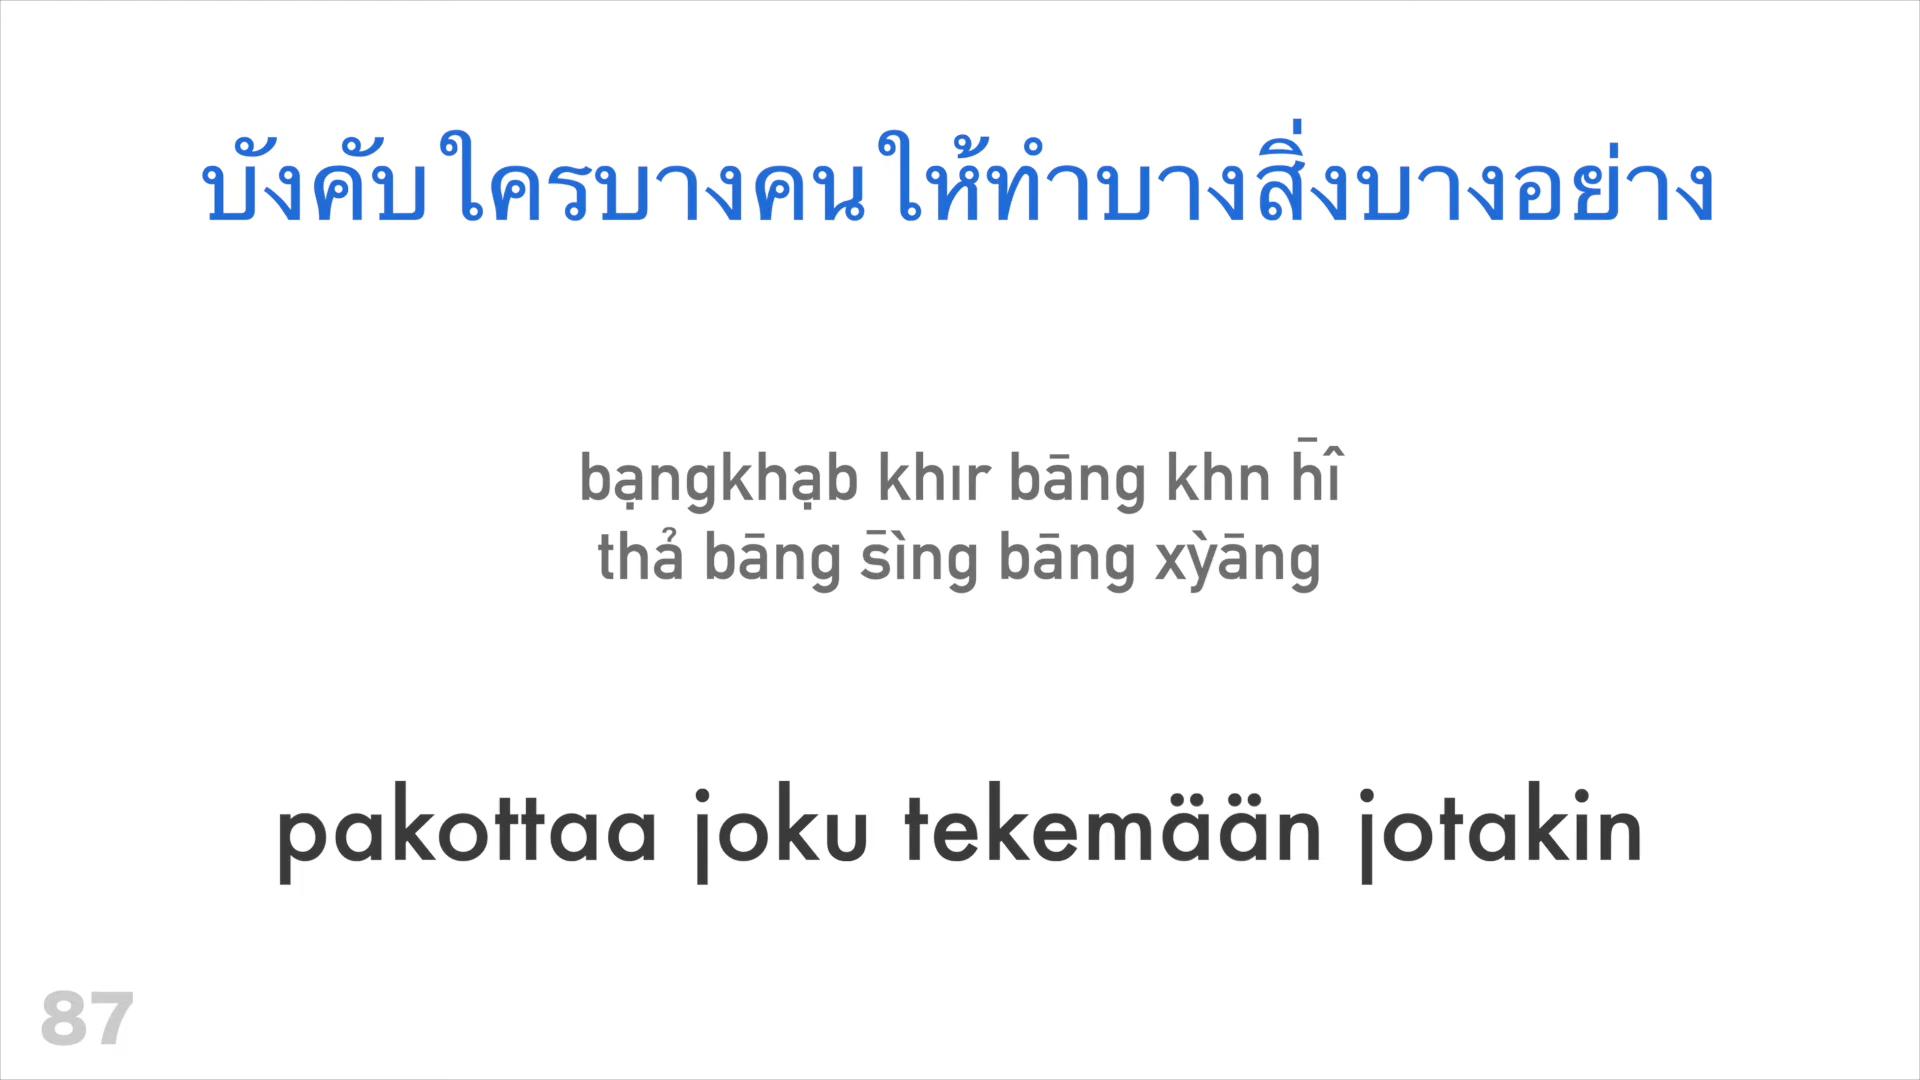 บังคับใครบางคนให้ทำบางสิ่งบางอย่าง
bạngkhạb khır bāng khn h̄ı̂
thả bāng s̄ìng bāng xỳāng
pakottaa joku tekemään jotakin
87